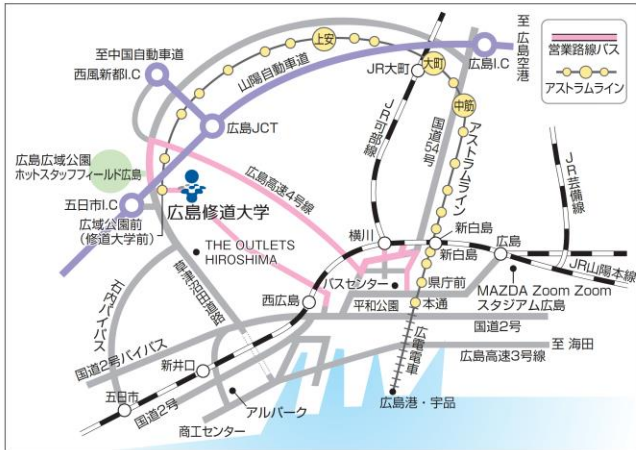 至中国自動車道
西風新都I.C
上安
山陽自動車道
JR大町
大町
広島I.C
至
広島空港
営業路線バス
アストラムライン
広島JCT
中筋
JR可部線
国道54号
アストラムライン
JR芸備線
広島広域公園
ホットスタッフフィールド広島
広島高速4号線
五日市I.C
広島修道大学
広域公園前
(修道大学前)
THE OUTLETS
HIROSHIMA
横川
新白島
新白島
広島
JR山陽本線
バスセンター
県庁前
MAZDA Zoom Zoom
スタジアム広島
平和公園
本通
西広島
石内バイパス
草津沼田道路
国道2号
国道2号バイパス
新井口
広電電車
広島高速3号線
至 海田
五日市
国道2号
アルパーク
商工センター
広島港・宇品